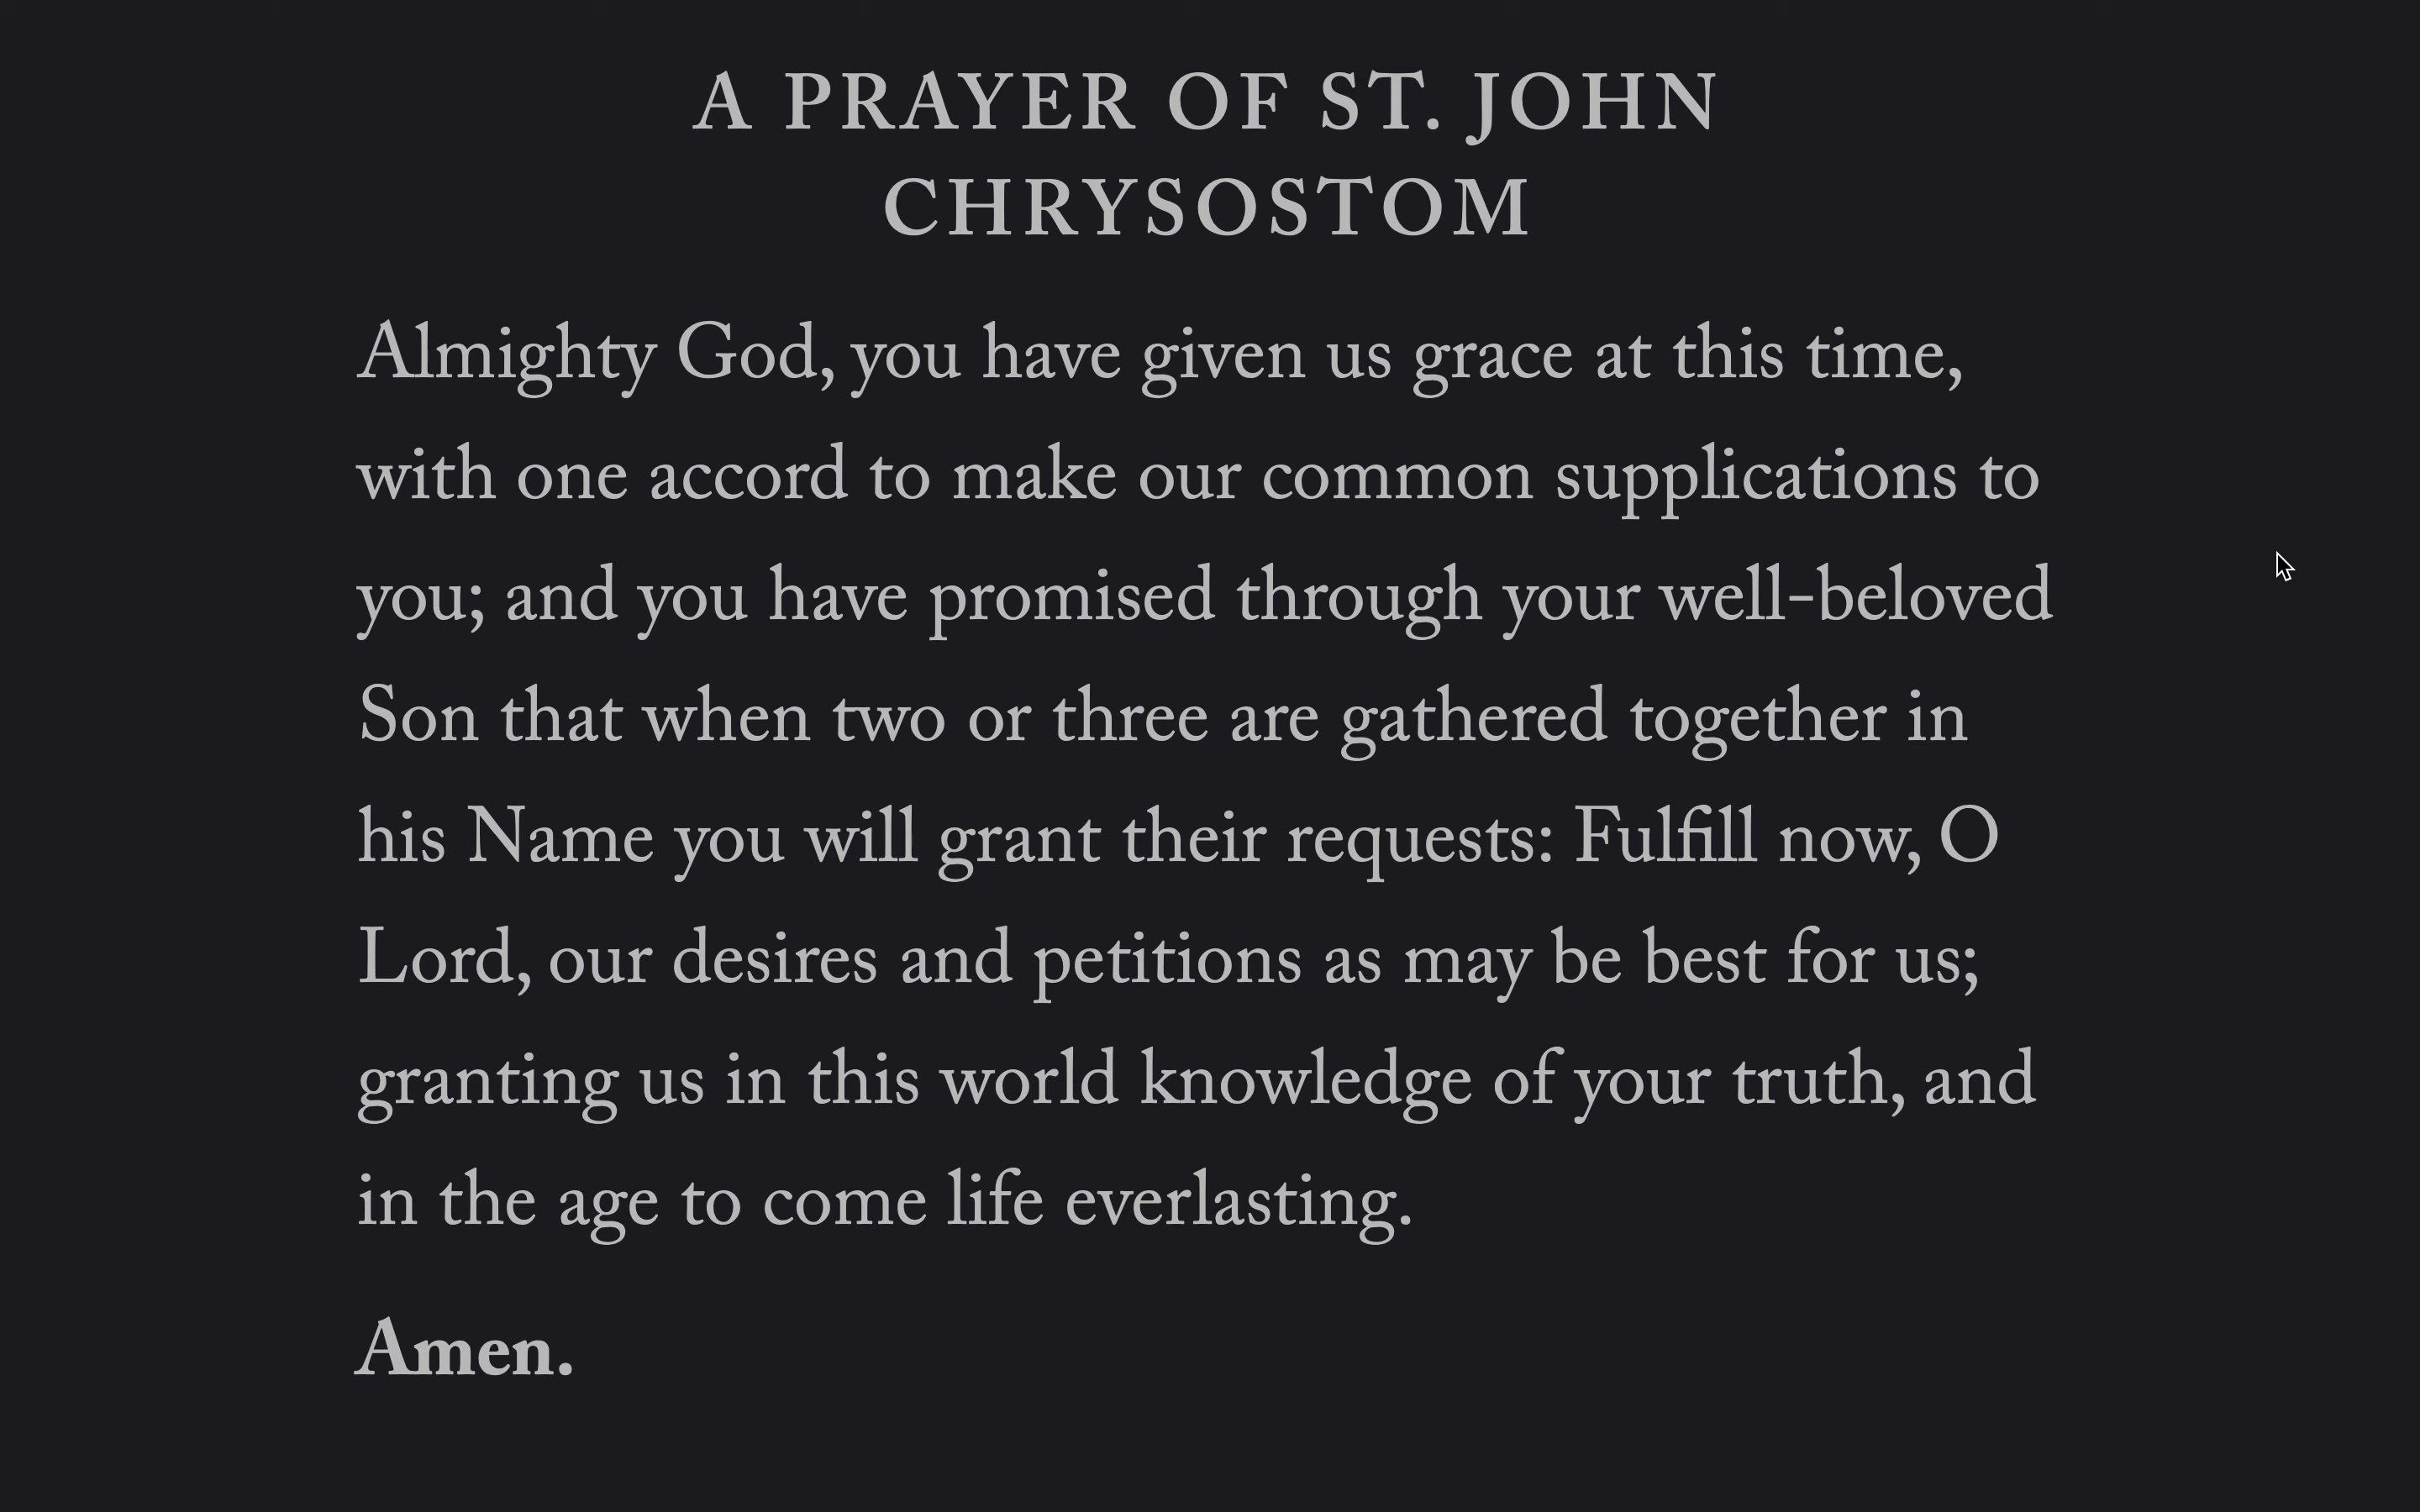 A PRAYER OF ST. JOHN
CHRYSOSTOM
Almighty God, you have given us grace at this time,
with one accord to make our common supplications to
you; and you have promised through your well-beloved
Son that when two or three are gathered together in
his Name you will grant their requests: Fulfill now, O
Lord, our desires and petitions as may be best for us;
granting us in this world knowledge of your truth, and
in the age to come life everlasting.
Amen.